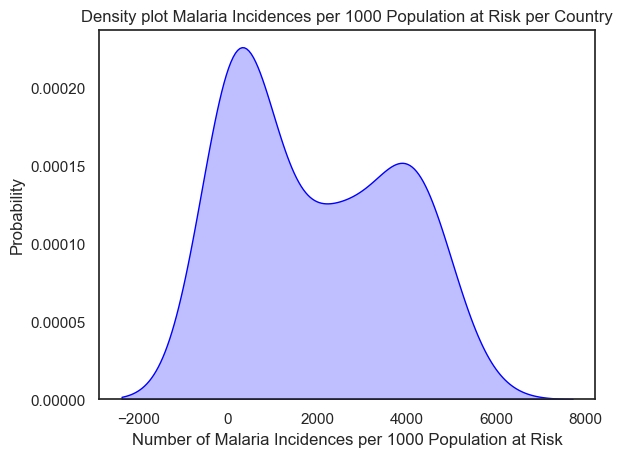 Density plot Malaria Incidences per 1000 Population at Risk per Country
Probability
0.00020
0.00015
0.00010
0.00005
0.00000
−2000 0 2000 4000 6000 8000
Number of Malaria Incidences per 1000 Population at Risk